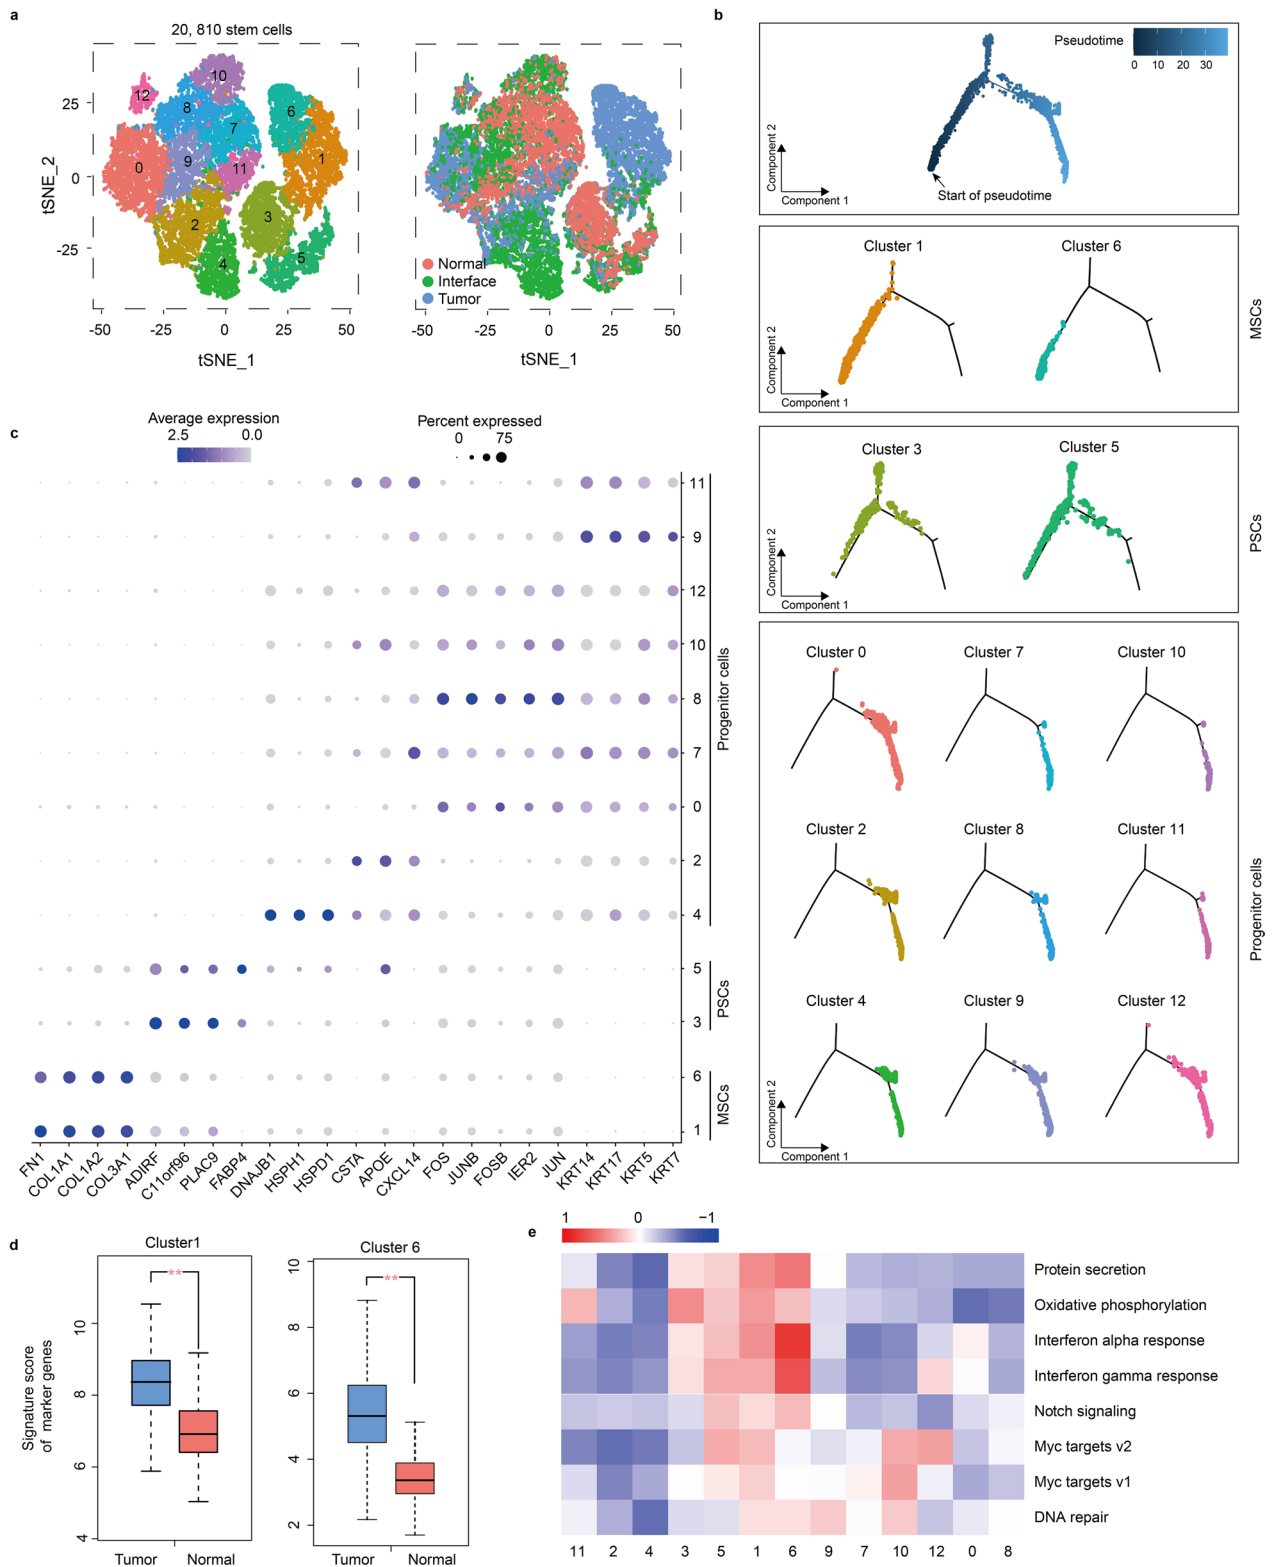 a
20, 810 stem cells
tSNE_2
25
0
-25
-50 -25 0 25 50
tSNE_1
0
1
2
3
4
5
6
7
8
9
10
11
12
Normal
Interface
Tumor
-50 -25 0 25 50
tSNE_1
b
Pseudotime
0 10 20 30
Start of pseudotime
Component 2
Component 1
Cluster 1
Cluster 6
Component 2
Component 1
MSCs
Cluster 3
Cluster 5
Component 2
Component 1
PSCs
Cluster 0
Cluster 7
Cluster 10
Cluster 2
Cluster 8
Cluster 11
Cluster 4
Cluster 9
Cluster 12
Component 2
Component 1
Progenitor cells
c
Average expression
2.5 0.0
Percent expressed
0 75
11
9
12
10
8
7
0
2
4
5
3
6
1
Progenitor cells
PSCs
MSCs
FN1
COL1A1
COL1A2
COL3A1
ADIRF
C11orf96
PLAC9
FABP4
DNAJB1
HSPH1
HSPD1
CSTA
APOE
CXCL14
FOS
JUNB
FOSB
IER2
JUN
KRT14
KRT17
KRT5
KRT7
d
Cluster1
Signature score
of marker genes
10
8
6
4
**
Tumor Normal
Cluster 6
10
8
6
4
2
**
Tumor Normal
e
1 0 −1
Protein secretion
Oxidative phosphorylation
Interferon alpha response
Interferon gamma response
Notch signaling
Myc targets v2
Myc targets v1
DNA repair
11 2 4 3 5 1 6 9 7 10 12 0 8